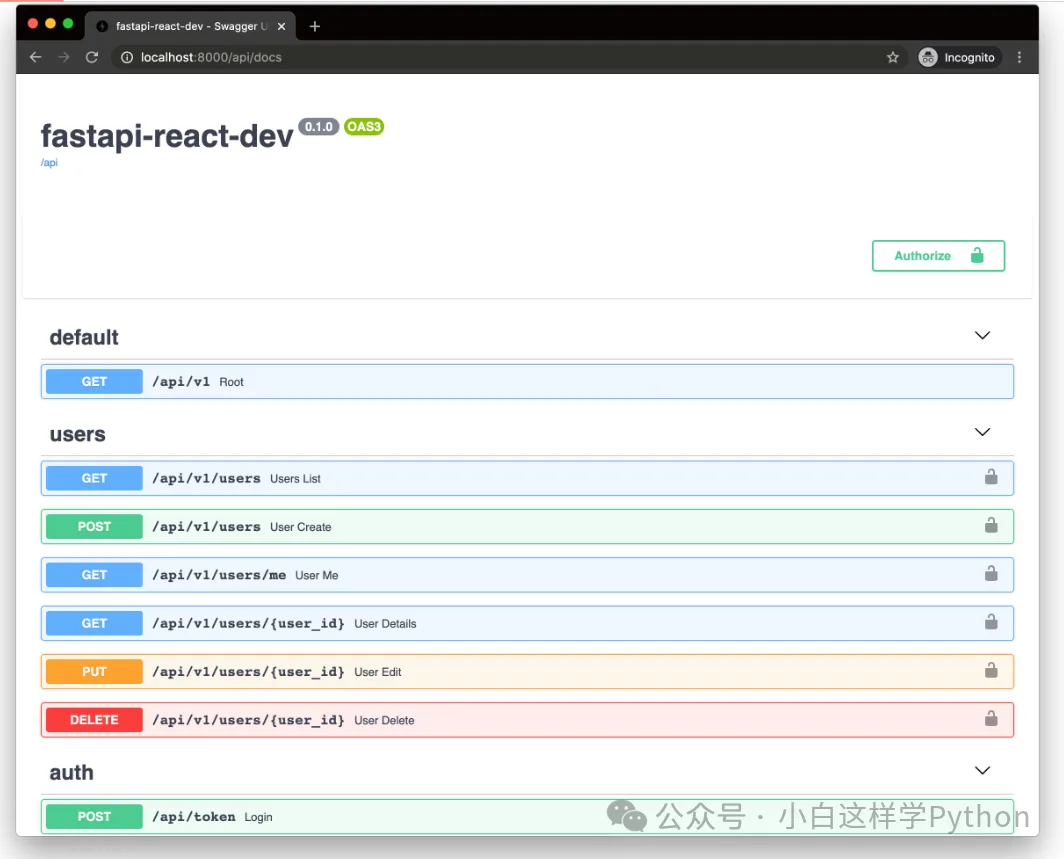 fastapi-react-dev - Swagger U
localhost:8000/api/docs
Incognito
fastapi-react-dev 0.1.0 OAS3
/api
Authorize
default
GET /api/v1 Root
users
GET /api/v1/users Users List
POST /api/v1/users User Create
GET /api/v1/users/me User Me
GET /api/v1/users/{user_id} User Details
PUT /api/v1/users/{user_id} User Edit
DELETE /api/v1/users/{user_id} User Delete
auth
POST /api/token Login
公众号 · 小白这样学Python